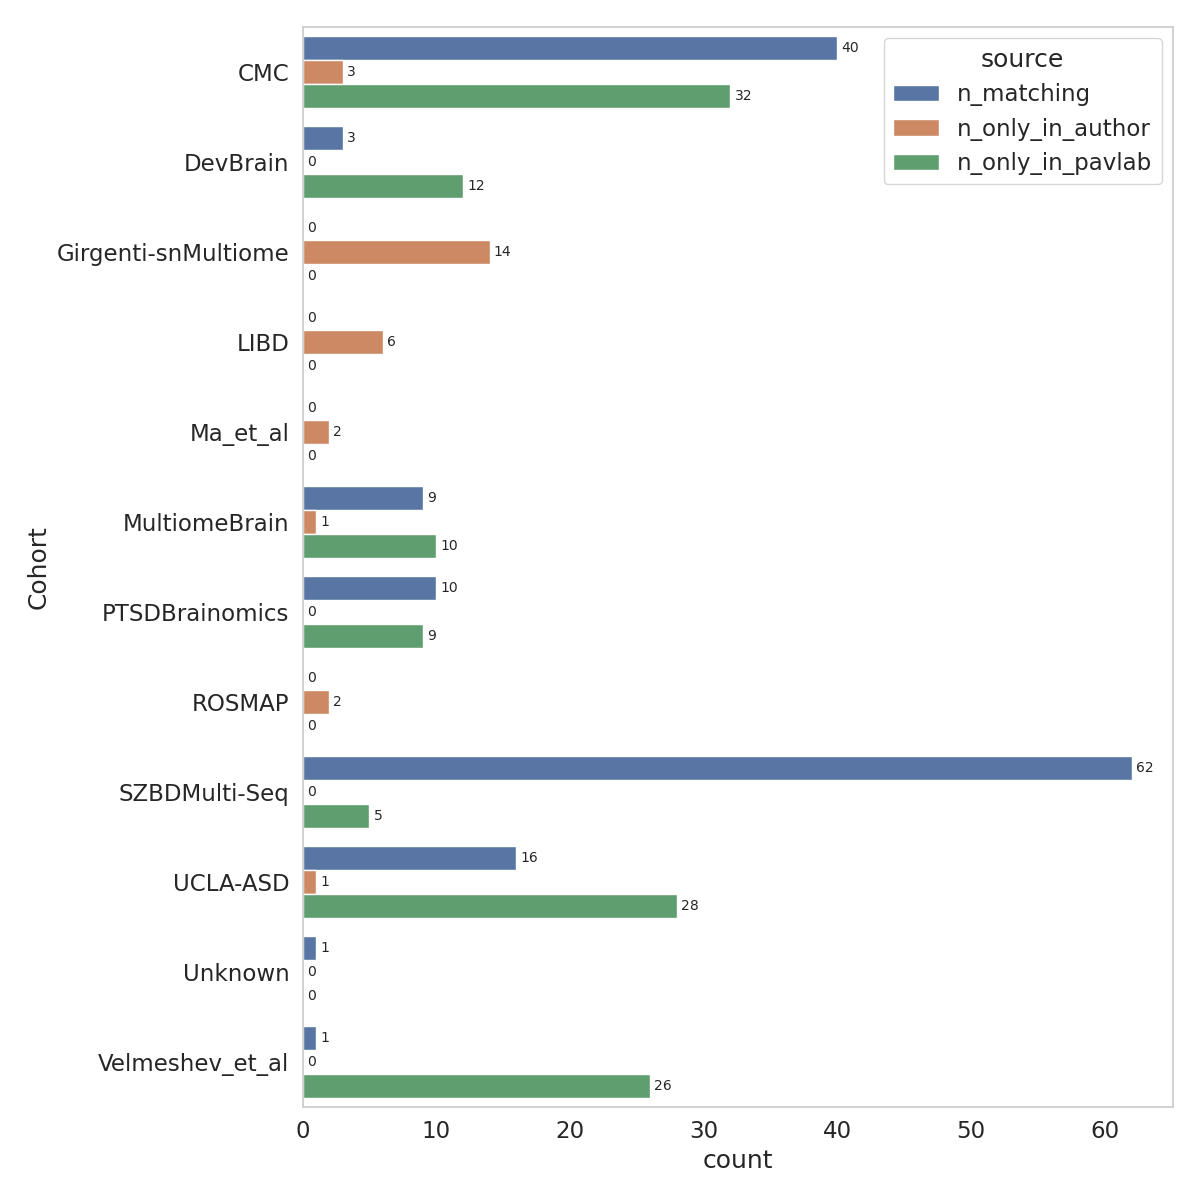 source
n_matching
n_only_in_author
n_only_in_pavlab
CMC
40
3
32
DevBrain
3
0
12
Girgenti-snMultiome
0
14
0
LIBD
0
6
0
Ma_et_al
0
2
0
MultiomeBrain
9
1
10
PTSDBrainomics
10
0
9
ROSMAP
0
2
0
SZBDMulti-Seq
62
0
5
UCLA-ASD
16
1
28
Unknown
1
0
0
Velmeshev_et_al
1
0
26
Cohort
0 10 20 30 40 50 60
count